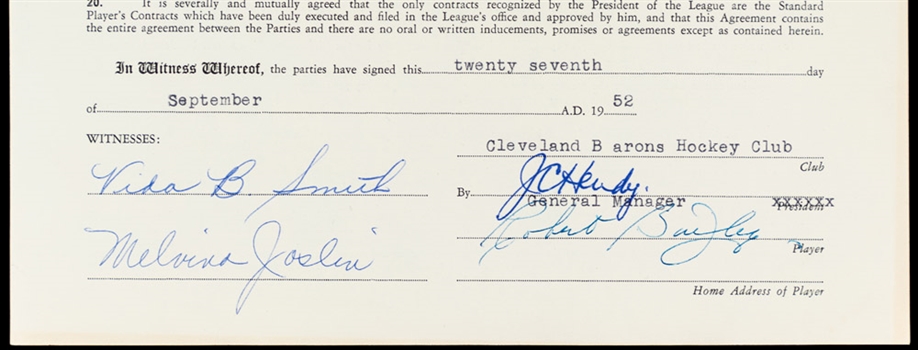 20. It is severally and mutually agreed that the only contracts recognized by the President of the League are the Standard
Player's Contracts which have been duly executed and filed in the League's office and approved by him, and that this Agreement contains
the entire agreement between the Parties and there are no oral or written inducements, promises or agreements except as contained herein.
In Witness Whereof, the parties have signed this twenty seventh day
of September A.D. 19 52
WITNESSES:
Cleveland B arons Hockey Club
Club
Vida B. Smith
By J C Hendy.
General Manager xxxxxx President
Robert Bailey
Player
Melvina Joslin
Home Address of Player